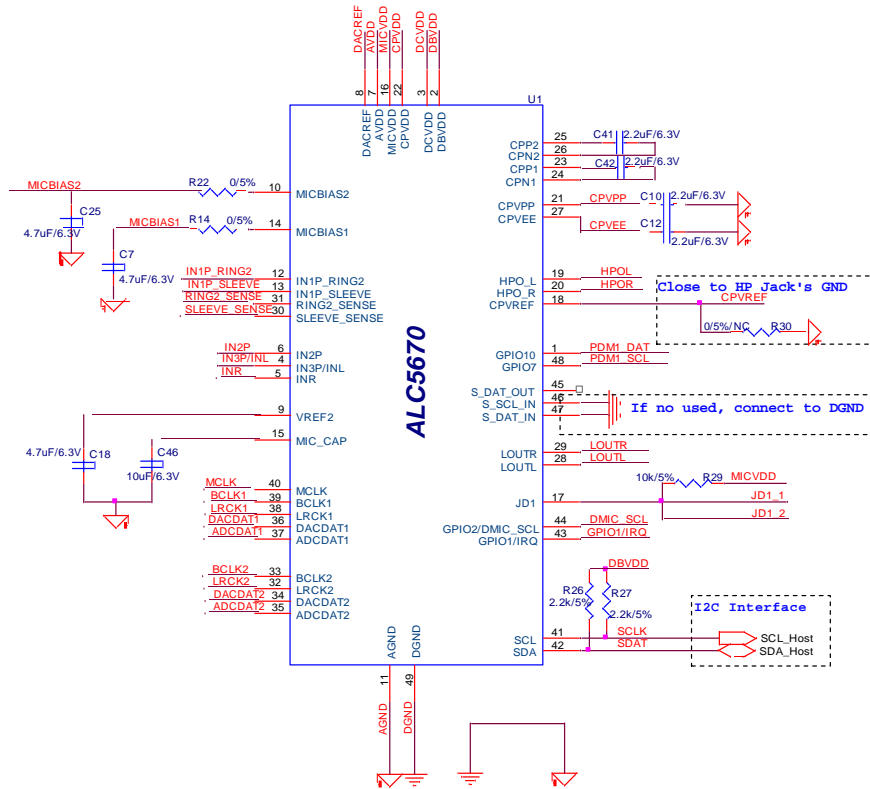 DACREF
AVDD
MICVDD
CPVDD
DCVDD
DBVDD
8
7
16
22
3
2
U1
DACREF
AVDD
MICVDD
CPVDD
DCVDD
DBVDD
MICBIAS2
R22 0/5%
10
MICBIAS2
C25
4.7uF/6.3V
MICBIAS1
R14 0/5%
14
MICBIAS1
C7
4.7uF/6.3V
IN1P_RING2
12
IN1P_RING2
IN1P_SLEEVE
13
IN1P_SLEEVE
RING2_SENSE
31
RING2_SENSE
SLEEVE_SENSE
30
SLEEVE_SENSE
IN2P
6
IN2P
IN3P/INL
4
IN3P/INL
INR
5
INR
9
VREF2
15
MIC_CAP
4.7uF/6.3V
C18
C46
10uF/6.3V
MCLK
40
MCLK
BCLK1
39
BCLK1
LRCK1
38
LRCK1
DACDAT1
36
DACDAT1
ADCDAT1
37
ADCDAT1
BCLK2
33
BCLK2
LRCK2
32
LRCK2
DACDAT2
34
DACDAT2
ADCDAT2
35
ADCDAT2
ALC5670
CPP2
25
C41
2.2uF/6.3V
CPN2
26
CPP1
23
C42
2.2uF/6.3V
CPN1
24
CPVPP
21
CPVPP
C10
2.2uF/6.3V
CPVEE
27
CPVEE
C12
2.2uF/6.3V
HPO_L
19
HPOL
HPO_R
20
HPOR
CPVREF
18
Close to HP Jack's GND
CPVREF
0/5%/NC
R30
GPIO10
1
PDM1_DAT
GPIO7
48
PDM1_SCL
S_DAT_OUT
45
S_SCL_IN
46
S_DAT_IN
47
If no used, connect to DGND
LOUTR
29
LOUTR
LOUTL
28
LOUTL
10k/5%
R29
MICVDD
JD1
17
JD1_1
JD1_2
GPIO2/DMIC_SCL
44
DMIC_SCL
GPIO1/IRQ
43
GPIO1/IRQ
DBVDD
R26
2.2k/5%
R27
2.2k/5%
I2C Interface
SCL
41
SCLK
SCL_Host
SDA
42
SDAT
SDA_Host
AGND
DGND
11
49
AGND
DGND